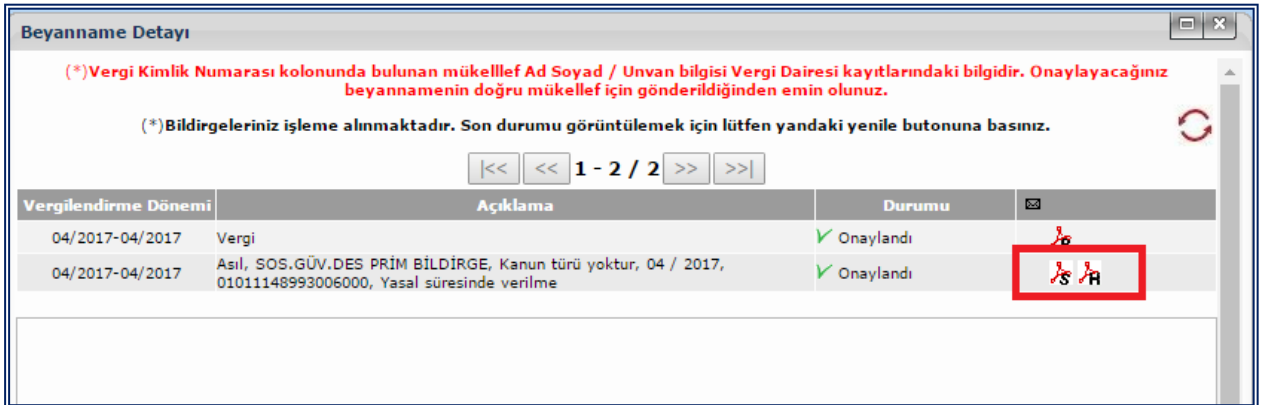 Beyanname Detayı
(*)Vergi Kimlik Numarası kolonunda bulunan mükelllef Ad Soyad / Unvan bilgisi Vergi Dairesi kayıtlarındaki bilgidir. Onaylayacağınız
beyannamenin doğru mükellef için gönderildiğinden emin olunuz.
(*)Bildirgeleriniz işleme alınmaktadır. Son durumu görüntülemek için lütfen yandaki yenile butonuna basınız.
|<< << 1 - 2 / 2 >> >>|
Vergilendirme Dönemi Açıklama Durumu
04/2017-04/2017 Vergi Onaylandı
Asıl, SOS.GÜV.DES PRİM BİLDİRGE, Kanun türü yoktur, 04 / 2017,
04/2017-04/2017 01011148993006000, Yasal süresinde verilme Onaylandı S H